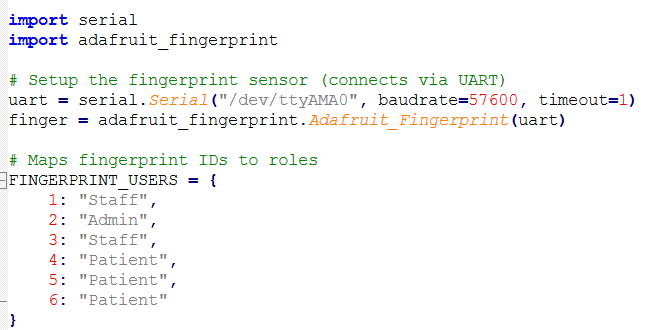 import serial
import adafruit_fingerprint
# Setup the fingerprint sensor (connects via UART)
uart = serial.Serial("/dev/ttyAMA0", baudrate=57600, timeout=1)
finger = adafruit_fingerprint.Adafruit_Fingerprint(uart)
# Maps fingerprint IDs to roles
FINGERPRINT_USERS = {
    1: "Staff",
    2: "Admin",
    3: "Staff",
    4: "Patient",
    5: "Patient",
    6: "Patient"
}